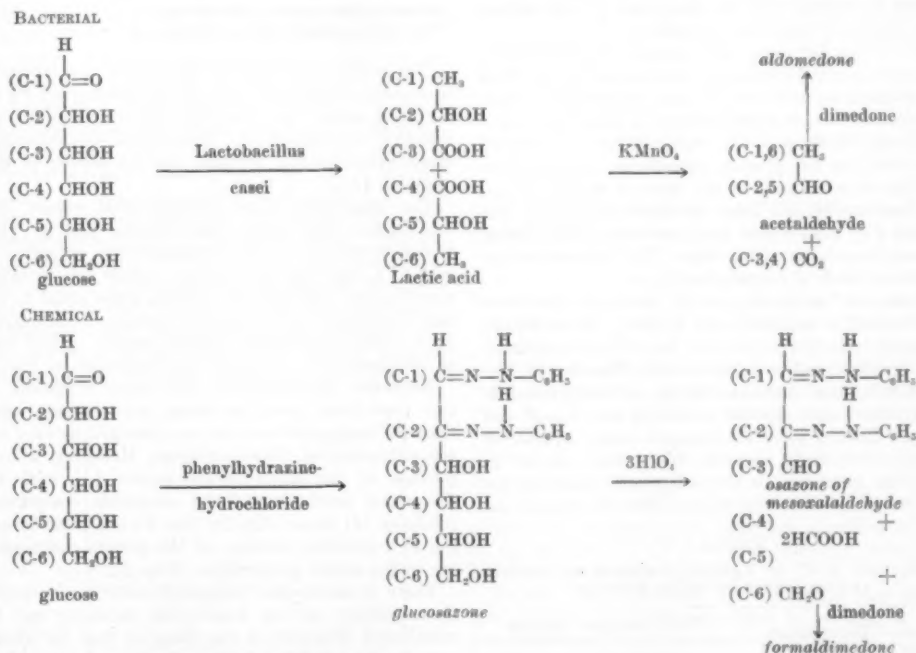 BACTERIAL
H
(C-1) C=O
(C-2) CHOH
(C-3) CHOH
(C-4) CHOH
(C-5) CHOH
(C-6) CH₂OH
glucose
Lactobacillus
casei
(C-1) CH₃
(C-2) CHOH
(C-3) COOH
+
(C-4) COOH
(C-5) CHOH
(C-6) CH₃
Lactic acid
KMnO₄
aldomedone
dimedone
(C-1,6) CH₃
(C-2,5) CHO
acetaldehyde
+
(C-3,4) CO₂
CHEMICAL
H
(C-1) C=O
(C-2) CHOH
(C-3) CHOH
(C-4) CHOH
(C-5) CHOH
(C-6) CH₂OH
glucose
phenylhydrazine-
hydrochloride
H H
(C-1) C=N—N—C₆H₅
H
(C-2) C=N—N—C₆H₅
(C-3) CHOH
(C-4) CHOH
(C-5) CHOH
(C-6) CH₂OH
glucosazone
3HIO₄
H H
(C-1) C=N—N—C₆H₅
H
(C-2) C=N—N—C₆H₅
(C-3) CHO
osazone of
mesoxalaldehyde
(C-4) +
2HCOOH
(C-5)
+
(C-6) CH₂O
dimedone
formaldimedone